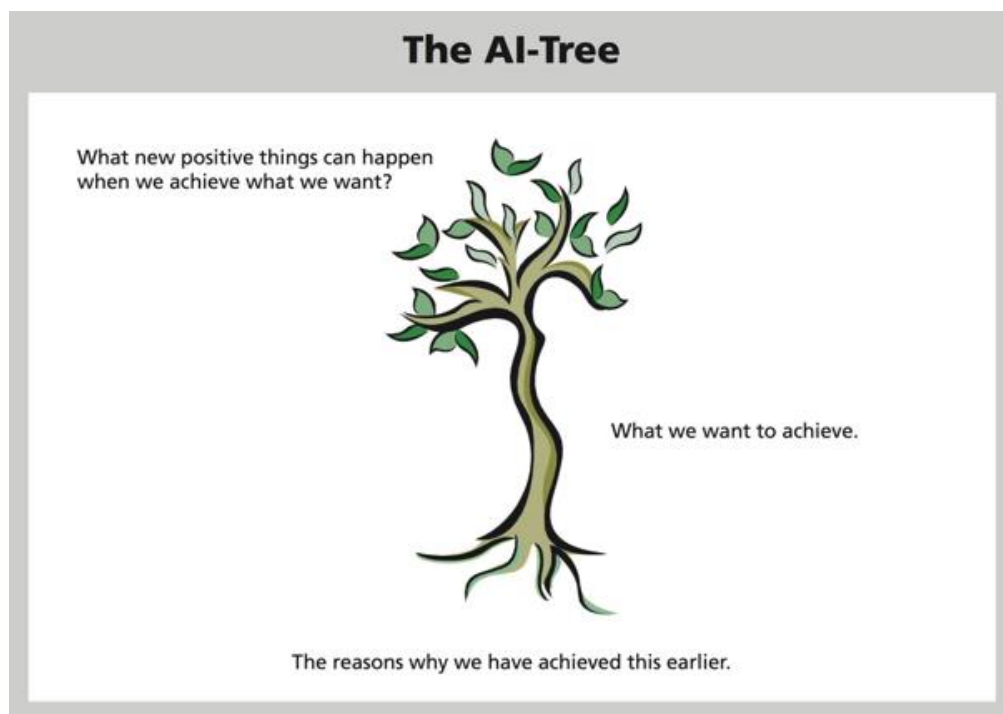 The AI-Tree
What new positive things can happen
when we achieve what we want?
What we want to achieve.
The reasons why we have achieved this earlier.